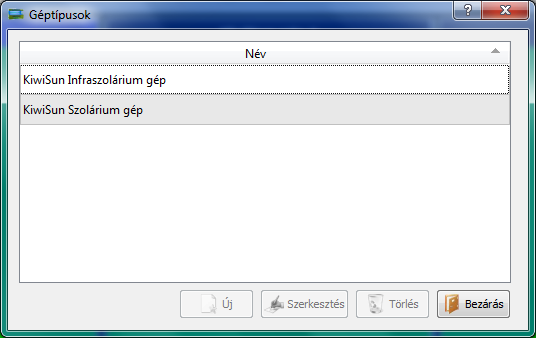 Géptípusok
?
Név
KiwiSun Infraszolárium gép
KiwiSun Szolárium gép
Új
Szerkesztés
Törlés
Bezárás